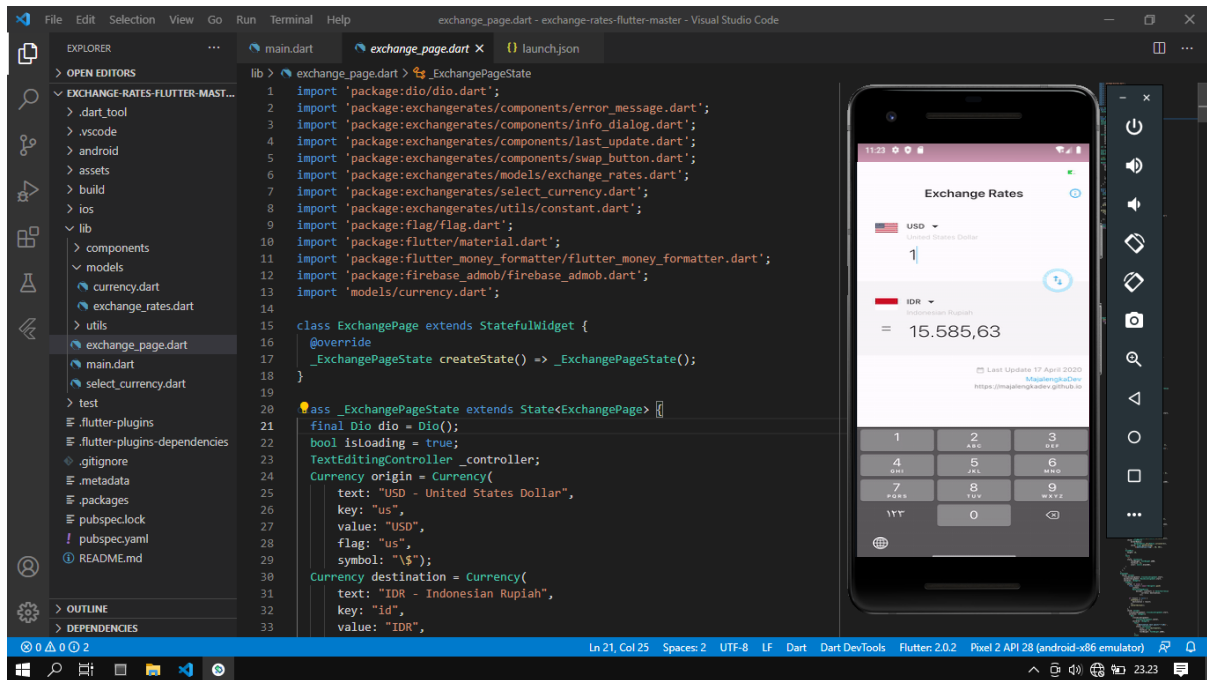 File Edit Selection View Go Run Terminal Help exchange_page.dart - exchange-rates-flutter-master - Visual Studio Code
EXPLORER
main.dart exchange_page.dart {} launch.json
OPEN EDITORS
EXCHANGE-RATES-FLUTTER-MAST...
.dart_tool
.vscode
android
assets
build
ios
lib
components
models
currency.dart
exchange_rates.dart
utils
exchange_page.dart
main.dart
select_currency.dart
test
.flutter-plugins
.flutter-plugins-dependencies
.gitignore
.metadata
.packages
pubspec.lock
pubspec.yaml
README.md
OUTLINE
DEPENDENCIES
lib > exchange_page.dart > _ExchangePageState
1 import 'package:dio/dio.dart';
2 import 'package:exchangerates/components/error_message.dart';
3 import 'package:exchangerates/components/info_dialog.dart';
4 import 'package:exchangerates/components/last_update.dart';
5 import 'package:exchangerates/components/swap_button.dart';
6 import 'package:exchangerates/models/exchange_rates.dart';
7 import 'package:exchangerates/select_currency.dart';
8 import 'package:exchangerates/utils/constant.dart';
9 import 'package:flag/flag.dart';
10 import 'package:flutter/material.dart';
11 import 'package:flutter_money_formatter/flutter_money_formatter.dart';
12 import 'package:firebase_admob/firebase_admob.dart';
13 import 'models/currency.dart';
14
15 class ExchangePage extends StatefulWidget {
16 @override
17 _ExchangePageState createState() => _ExchangePageState();
18 }
19
20 ass _ExchangePageState extends State<ExchangePage> {
21 final Dio dio = Dio();
22 bool isLoading = true;
23 TextEditingController _controller;
24 Currency origin = Currency(
25 text: "USD - United States Dollar",
26 key: "us",
27 value: "USD",
28 flag: "us",
29 symbol: "\$");
30 Currency destination = Currency(
31 text: "IDR - Indonesian Rupiah",
32 key: "id",
33 value: "IDR",
11:23
Exchange Rates
USD
United States Dollar
1
IDR
Indonesian Rupiah
= 15.585,63
Last Update 17 April 2020
MajalengkaDev
https://majalengkadev.github.io
1 2 ABC 3 DEF
4 GHI 5 JKL 6 MNO
7 PQRS 8 TUV 9 WXYZ
١٢٣ 0
0 0 2 Ln 21, Col 25 Spaces: 2 UTF-8 LF Dart Dart DevTools Flutter: 2.0.2 Pixel 2 API 28 (android-x86 emulator)
23.23